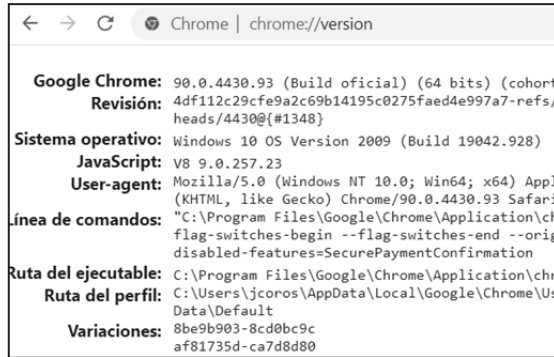 Chrome | chrome://version
Google Chrome: 90.0.4430.93 (Build oficial) (64 bits) (cohort
Revisión: 4df112c29cfe9a2c69b14195c0275faed4e997a7-refs/
heads/4430@{#1348}
Sistema operativo: Windows 10 OS Version 2009 (Build 19042.928)
JavaScript: V8 9.0.257.23
User-agent: Mozilla/5.0 (Windows NT 10.0; Win64; x64) Appl
(KHTML, like Gecko) Chrome/90.0.4430.93 Safari
Línea de comandos: "C:\Program Files\Google\Chrome\Application\ch
flag-switches-begin --flag-switches-end --orig
disabled-features=SecurePaymentConfirmation
Ruta del ejecutable: C:\Program Files\Google\Chrome\Application\chr
Ruta del perfil: C:\Users\jcoros\AppData\Local\Google\Chrome\Us
Data\Default
Variaciones: 8be9b903-8cd0bc9c
af81735d-ca7d8d80